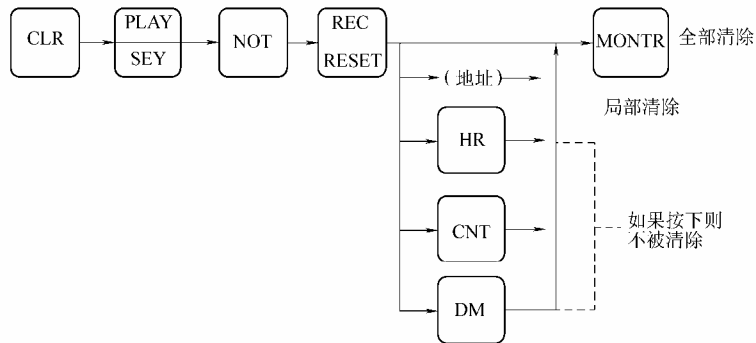 CLR
PLAY
SEY
NOT
REC
RESET
MONTR
全部清除
(地址)
局部清除
HR
CNT
如果按下则
不被清除
DM